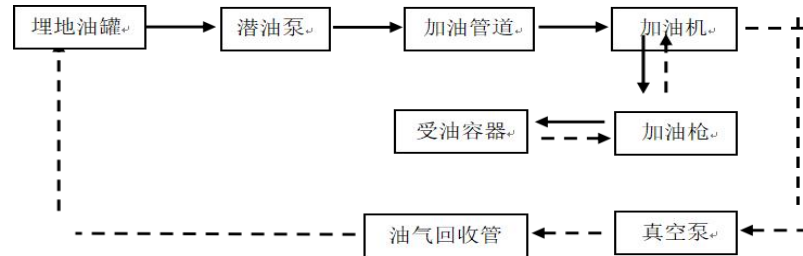 埋地油罐
潜油泵
加油管道
加油机
受油容器
加油枪
油气回收管
真空泵